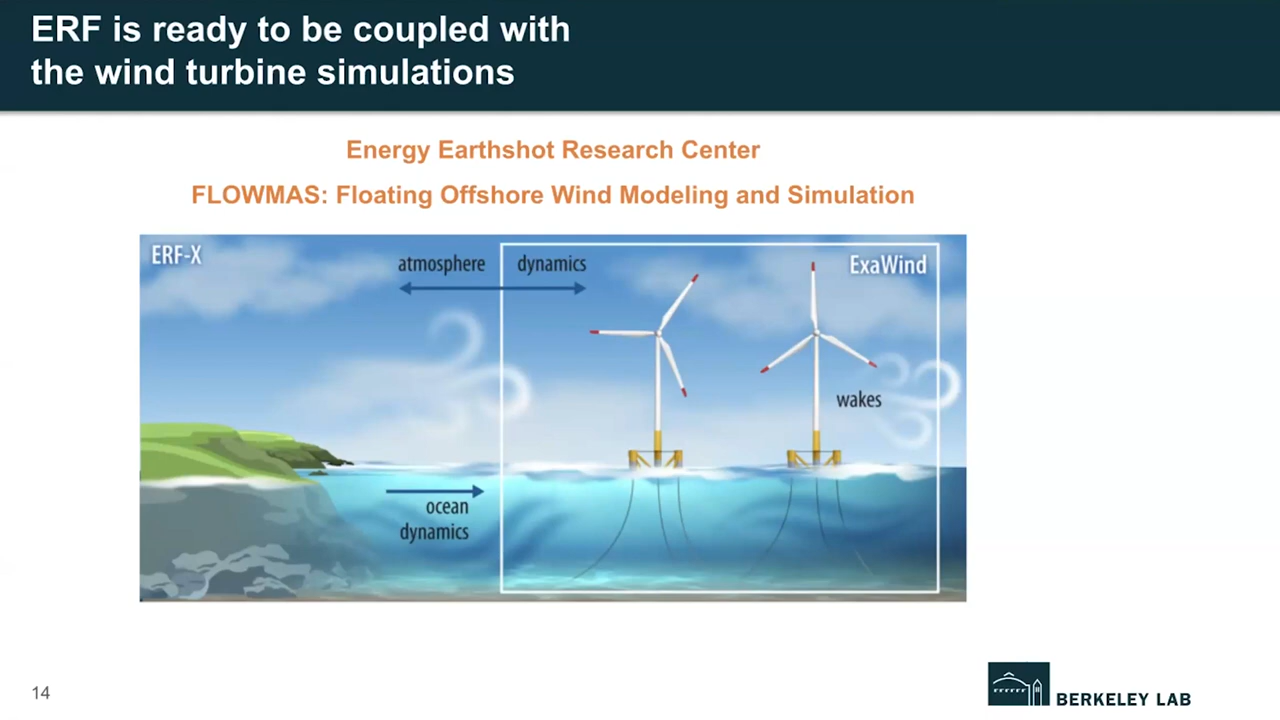 ERF is ready to be coupled with
the wind turbine simulations
Energy Earthshot Research Center
FLOWMAS: Floating Offshore Wind Modeling and Simulation
ERF-X
atmosphere dynamics
ExaWind
wakes
ocean
dynamics
14
BERKELEY LAB